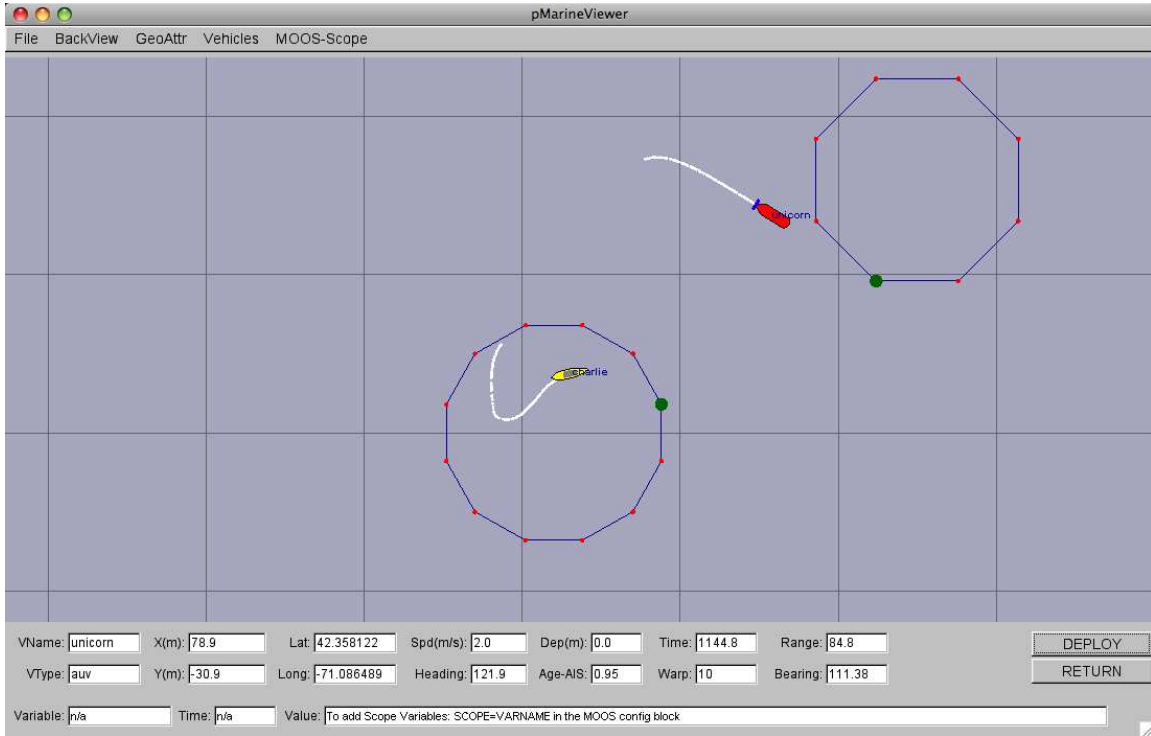 pMarineViewer
File BackView GeoAttr Vehicles MOOS-Scope
unicorn
charlie
VName: unicorn X(m): 78.9 Lat: 42.358122 Spd(m/s): 2.0 Dep(m): 0.0 Time: 1144.8 Range: 84.8 DEPLOY
VType: auv Y(m): -30.9 Long: -71.086489 Heading: 121.9 Age-AIS: 0.95 Warp: 10 Bearing: 111.38 RETURN
Variable: n/a Time: n/a Value: To add Scope Variables: SCOPE=VARNAME in the MOOS config block